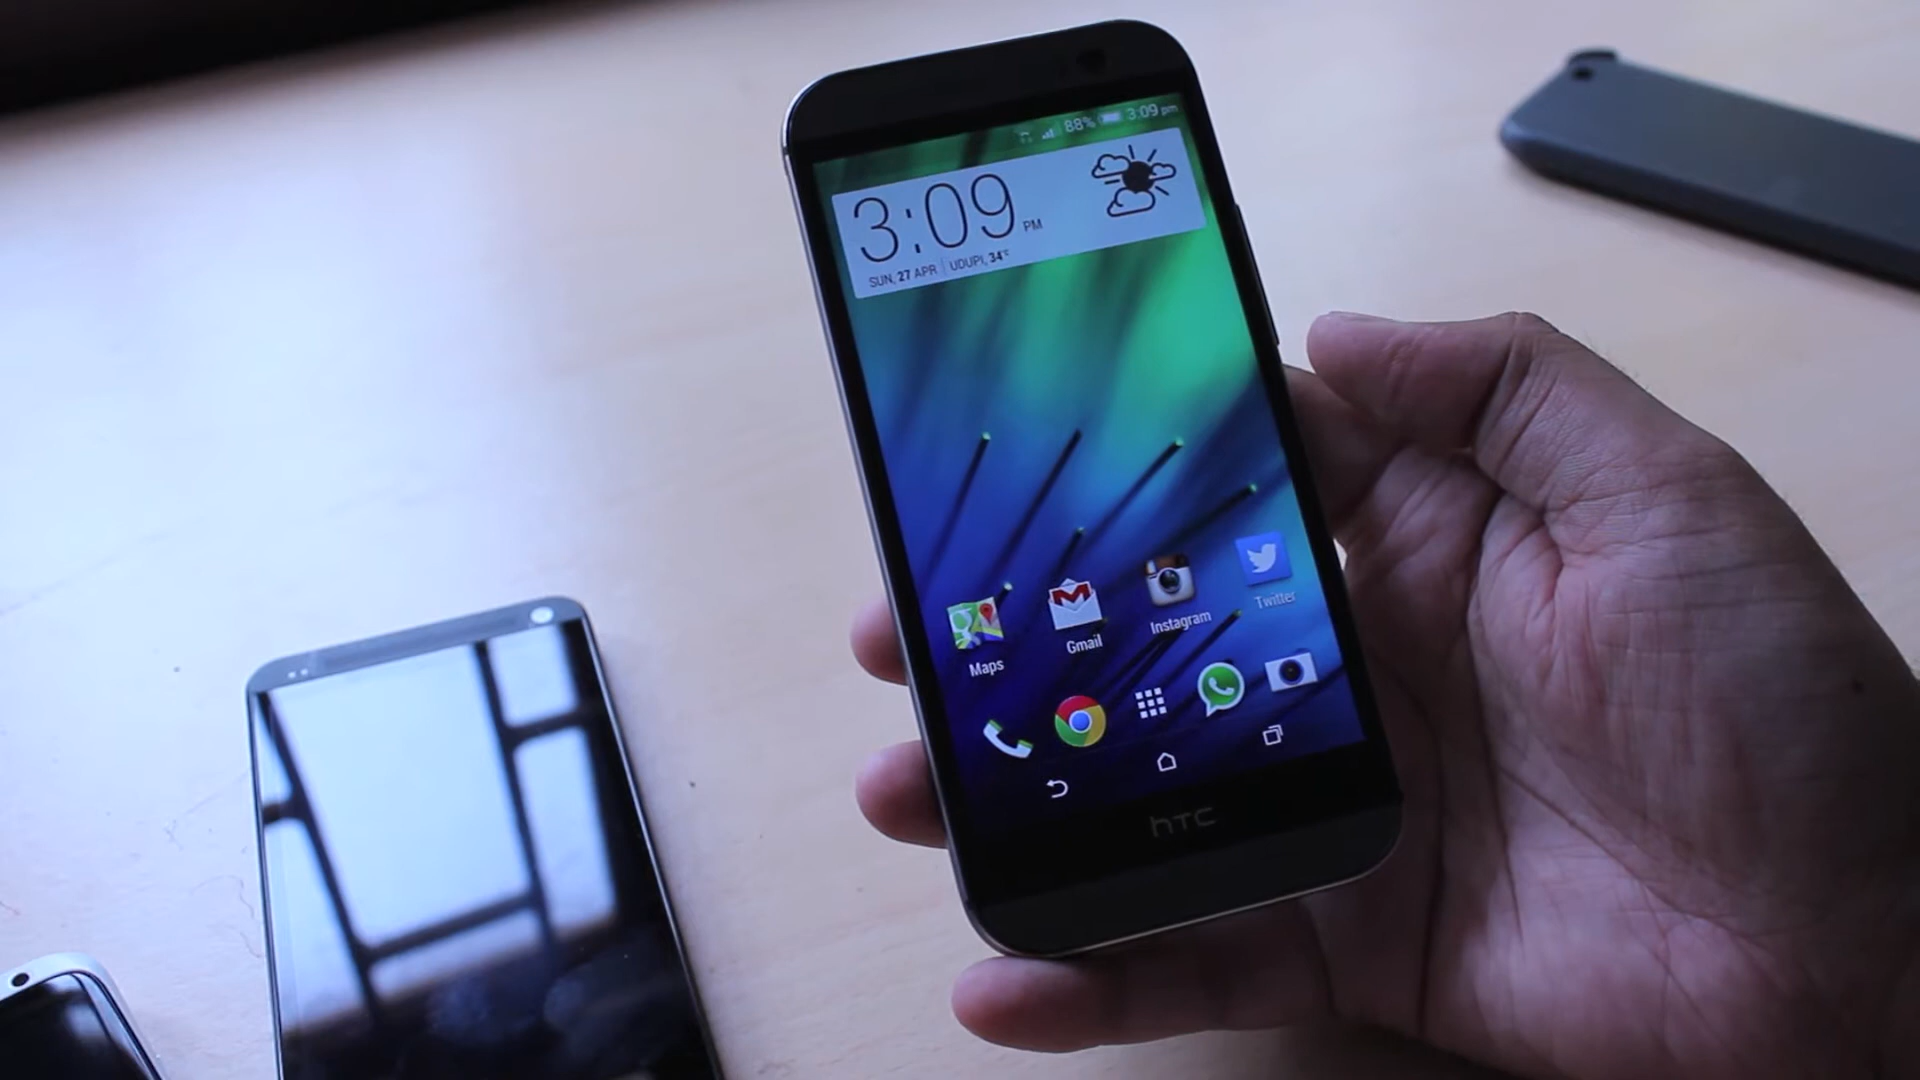 88% 3:09 pm
3:09 PM
SUN, 27 APR UDUPI, 34°C
Maps Gmail Instagram Twitter
hTC